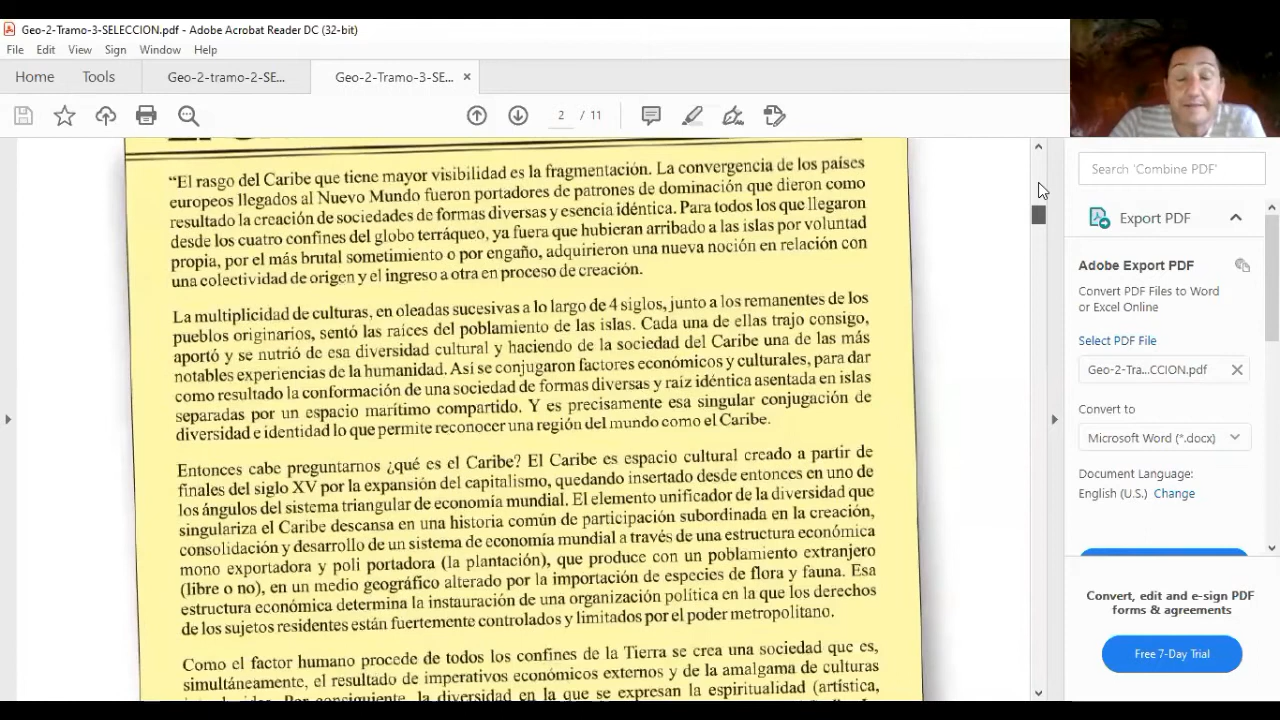 Geo-2-Tramo-3-SELECCION.pdf - Adobe Acrobat Reader DC (32-bit)
File Edit View Sign Window Help
Home Tools Geo-2-tramo-2-SE... Geo-2-Tramo-3-SE... ×
2 / 11
“El rasgo del Caribe que tiene mayor visibilidad es la fragmentación. La convergencia de los países
europeos llegados al Nuevo Mundo fueron portadores de patrones de dominación que dieron como
resultado la creación de sociedades de formas diversas y esencia idéntica. Para todos los que llegaron
desde los cuatro confines del globo terráqueo, ya fuera que hubieran arribado a las islas por voluntad
propia, por el más brutal sometimiento o por engaño, adquirieron una nueva noción en relación con
una colectividad de origen y el ingreso a otra en proceso de creación.
La multiplicidad de culturas, en oleadas sucesivas a lo largo de 4 siglos, junto a los remanentes de los
pueblos originarios, sentó las raíces del poblamiento de las islas. Cada una de ellas trajo consigo,
aportó y se nutrió de esa diversidad cultural y haciendo de la sociedad del Caribe una de las más
notables experiencias de la humanidad. Así se conjugaron factores económicos y culturales, para dar
como resultado la conformación de una sociedad de formas diversas y raíz idéntica asentada en islas
separadas por un espacio marítimo compartido. Y es precisamente esa singular conjugación de
diversidad e identidad lo que permite reconocer una región del mundo como el Caribe.
Entonces cabe preguntarnos ¿qué es el Caribe? El Caribe es espacio cultural creado a partir de
finales del siglo XV por la expansión del capitalismo, quedando insertado desde entonces en uno de
los ángulos del sistema triangular de economía mundial. El elemento unificador de la diversidad que
singulariza el Caribe descansa en una historia común de participación subordinada en la creación,
consolidación y desarrollo de un sistema de economía mundial a través de una estructura económica
mono exportadora y poli portadora (la plantación), que produce con un poblamiento extranjero
(libre o no), en un medio geográfico alterado por la importación de especies de flora y fauna. Esa
estructura económica determina la instauración de una organización política en la que los derechos
de los sujetos residentes están fuertemente controlados y limitados por el poder metropolitano.
Como el factor humano procede de todos los confines de la Tierra se crea una sociedad que es,
simultáneamente, el resultado de imperativos económicos externos y de la amalgama de culturas
la diversidad en la que se expresan la espiritualidad (artística,
Search 'Combine PDF'
Export PDF
Adobe Export PDF
Convert PDF Files to Word
or Excel Online
Select PDF File
Geo-2-Tra...CCION.pdf ×
Convert to
Microsoft Word (*.docx)
Document Language:
English (U.S.) Change
Convert, edit and e-sign PDF
forms & agreements
Free 7-Day Trial